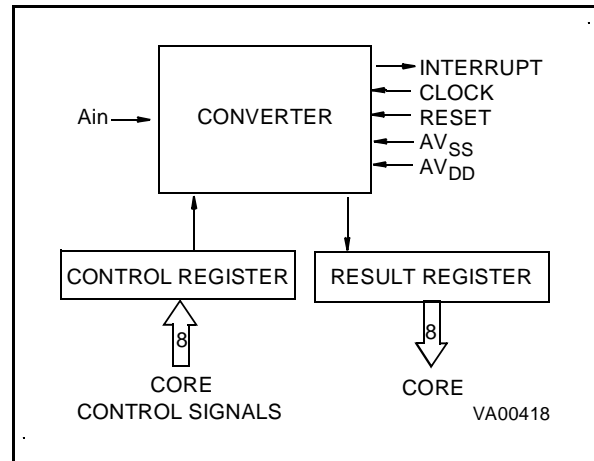 INTERRUPT
CLOCK
Ain
CONVERTER
RESET
AVSS
AVDD
CONTROL REGISTER
RESULT REGISTER
8
8
CORE
CONTROL SIGNALS
CORE
VA00418